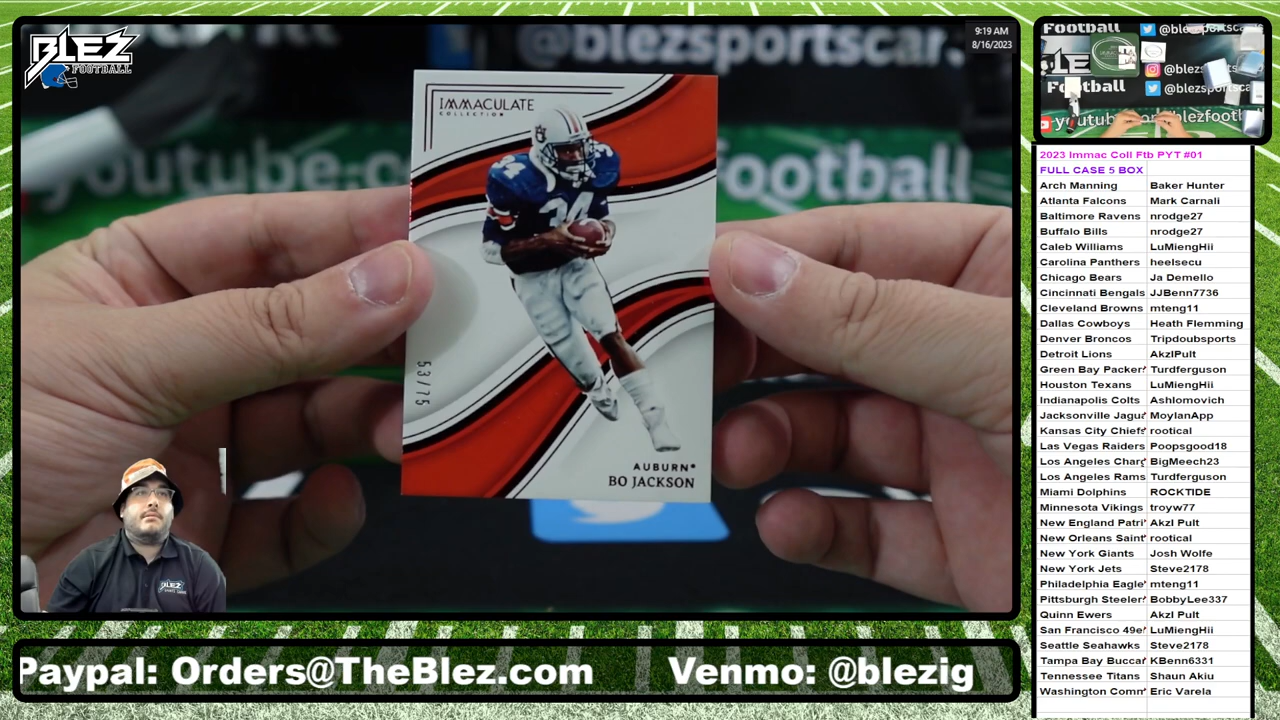 BLEZ
FOOTBALL
9:19 AM
8/16/2023
@blezsportscar
youtube
football
IMMACULATE
COLLECTION
34
34
53/75
AUBURN*
BO JACKSON
BLEZ
Football @blezsportscar
LE @blezs
Football @blezsportsca
youtub blezfootb
2023 Immac Coll Ftb PYT #01
FULL CASE 5 BOX
Arch Manning Baker Hunter
Atlanta Falcons Mark Carnali
Baltimore Ravens nrodge27
Buffalo Bills nrodge27
Caleb Williams LuMiengHii
Carolina Panthers heelsecu
Chicago Bears Ja Demello
Cincinnati Bengals JJBenn7736
Cleveland Browns mteng11
Dallas Cowboys Heath Flemming
Denver Broncos Tripdoubsports
Detroit Lions AkzlPult
Green Bay Packer Turdferguson
Houston Texans LuMiengHii
Indianapolis Colts Ashlomovich
Jacksonville Jagua MoylanApp
Kansas City Chiefs rootical
Las Vegas Raiders Poopsgood18
Los Angeles Charg BigMeech23
Los Angeles Rams Turdferguson
Miami Dolphins ROCKTIDE
Minnesota Vikings troyw77
New England Patri Akzl Pult
New Orleans Saint rootical
New York Giants Josh Wolfe
New York Jets Steve2178
Philadelphia Eagle mteng11
Pittsburgh Steeler BobbyLee337
Quinn Ewers Akzl Pult
San Francisco 49e LuMiengHii
Seattle Seahawks Steve2178
Tampa Bay Buccar KBenn6331
Tennessee Titans Shaun Akiu
Washington Comm Eric Varela
Paypal: Orders@TheBlez.com Venmo: @blezig